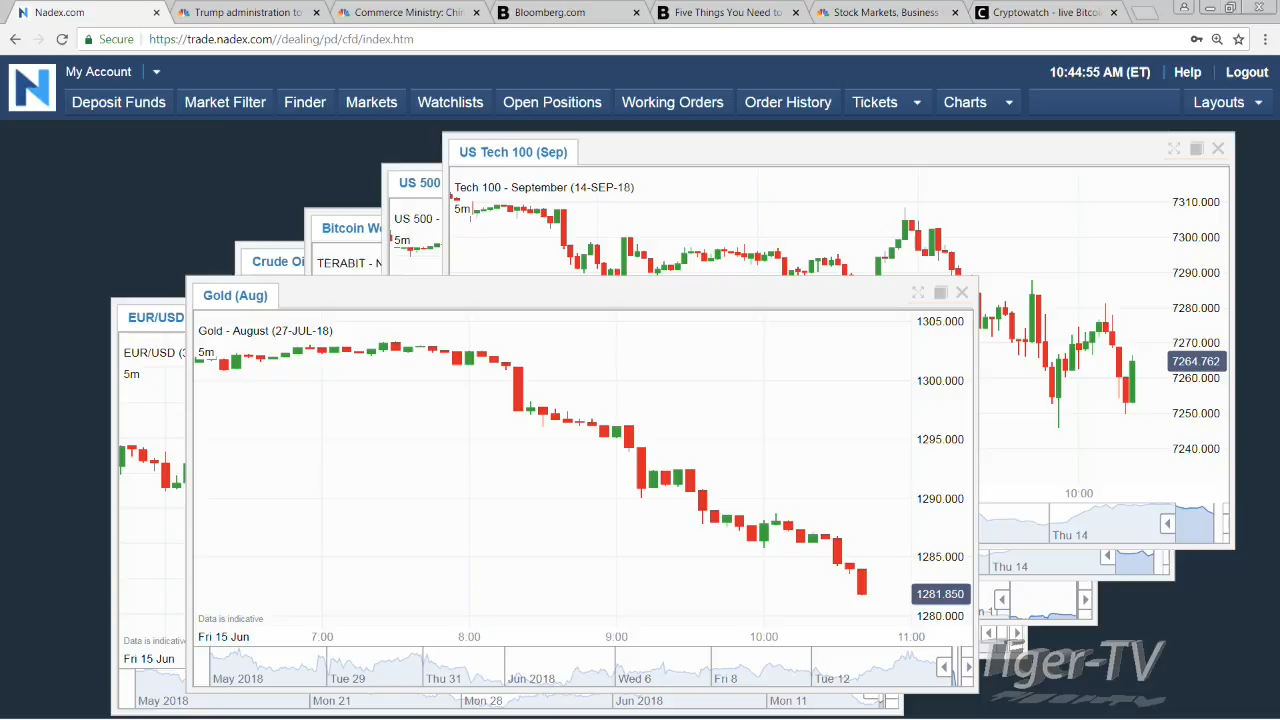 Nadex.com
Trump administration to
Commerce Ministry: Chin
Bloomberg.com
Five Things You Need to
Stock Markets, Business
Cryptowatch - live Bitcoi
Secure
https://trade.nadex.com//dealing/pd/cfd/index.htm
My Account
10:44:55 AM (ET)
Help
Logout
Deposit Funds
Market Filter
Finder
Markets
Watchlists
Open Positions
Working Orders
Order History
Tickets
Charts
Layouts
US Tech 100 (Sep)
Tech 100 - September (14-SEP-18)
5m
7310.000
7300.000
7290.000
7280.000
7270.000
7264.762
7260.000
7250.000
7240.000
10:00
Thu 14
US 500
US 500 -
5m
Thu 14
Bitcoin We
TERABIT - N
Crude Oi
Gold (Aug)
Gold - August (27-JUL-18)
5m
1305.000
1300.000
1295.000
1290.000
1285.000
1281.850
1280.000
Data is indicative
Fri 15 Jun
7:00
8:00
9:00
10:00
11:00
May 2018
Tue 29
Thu 31
Jun 2018
Wed 6
Fri 8
Tue 12
EUR/USD
EUR/USD (3
5m
Data is indicative
Fri 15 Jun
May 2018
Mon 21
Mon 28
Jun 2018
Mon 11
Tiger-TV